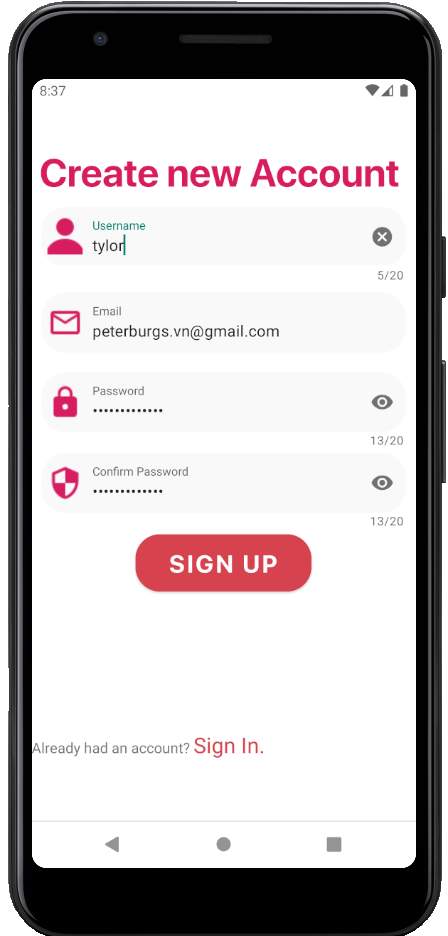 8:37
Create new Account
Username
tylor
5/20
Email
peterburgs.vn@gmail.com
Password
•••••••••••••
13/20
Confirm Password
•••••••••••••
13/20
SIGN UP
Already had an account? Sign In.